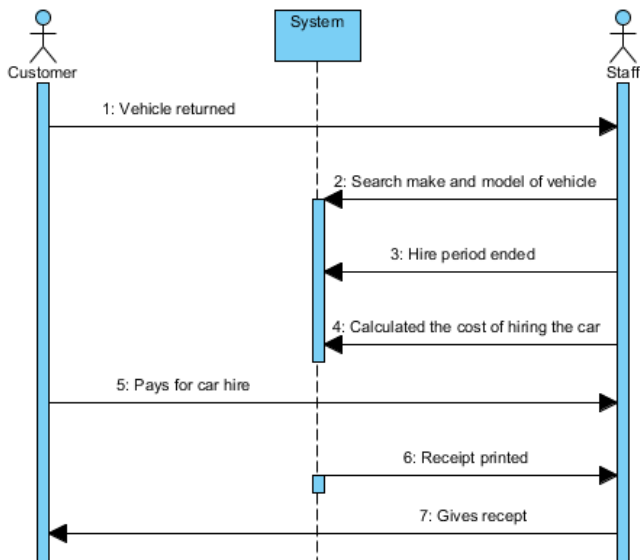 System
Customer
Staff
1: Vehicle returned
2: Search make and model of vehicle
3: Hire period ended
4: Calculated the cost of hiring the car
5: Pays for car hire
6: Receipt printed
7: Gives recept